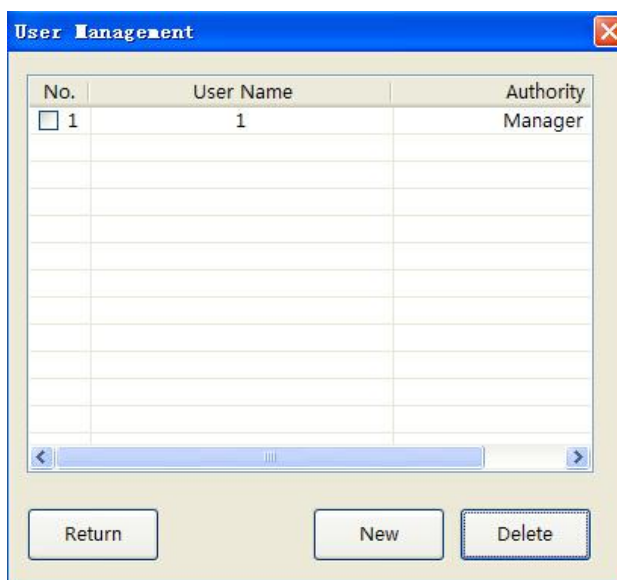 User Management
No. User Name Authority
1 1 Manager
Return New Delete